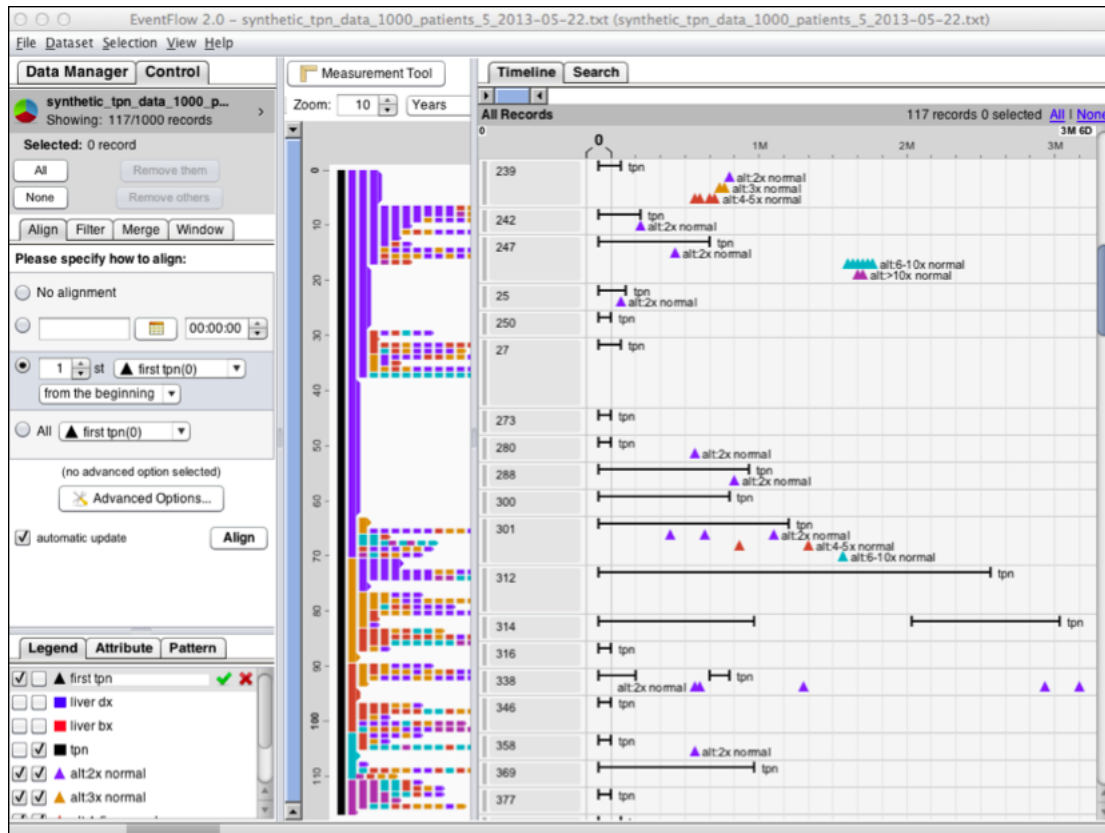 EventFlow 2.0 – synthetic_tpn_data_1000_patients_5_2013-05-22.txt (synthetic_tpn_data_1000_patients_5_2013-05-22.txt)
File Dataset Selection View Help
Data Manager Control
synthetic_tpn_data_1000_p...
Showing: 117/1000 records
Selected: 0 record
All Remove them
None Remove others
Align Filter Merge Window
Please specify how to align:
No alignment
00:00:00
1 st first tpn(0)
from the beginning
All first tpn(0)
(no advanced option selected)
Advanced Options...
automatic update Align
Legend Attribute Pattern
first tpn
liver dx
liver bx
tpn
alt:2x normal
alt:3x normal
Measurement Tool
Zoom: 10 Years
0
10
20
30
40
50
60
70
80
90
100
110
Timeline Search
All Records 117 records 0 selected All | None
0 3M 6D
0 1M 2M 3M
239 tpn
alt:2x normal
alt:3x normal
alt:4-5x normal
242 tpn
alt:2x normal
247 tpn
alt:2x normal
alt:6-10x normal
alt:>10x normal
25 tpn
alt:2x normal
250 tpn
27 tpn
273 tpn
280 tpn
alt:2x normal
288 tpn
alt:2x normal
300 tpn
301 tpn
alt:2x normal
alt:4-5x normal
alt:6-10x normal
312 tpn
314 tpn
316 tpn
338 tpn
alt:2x normal
346 tpn
358 tpn
alt:2x normal
369 tpn
377 tpn